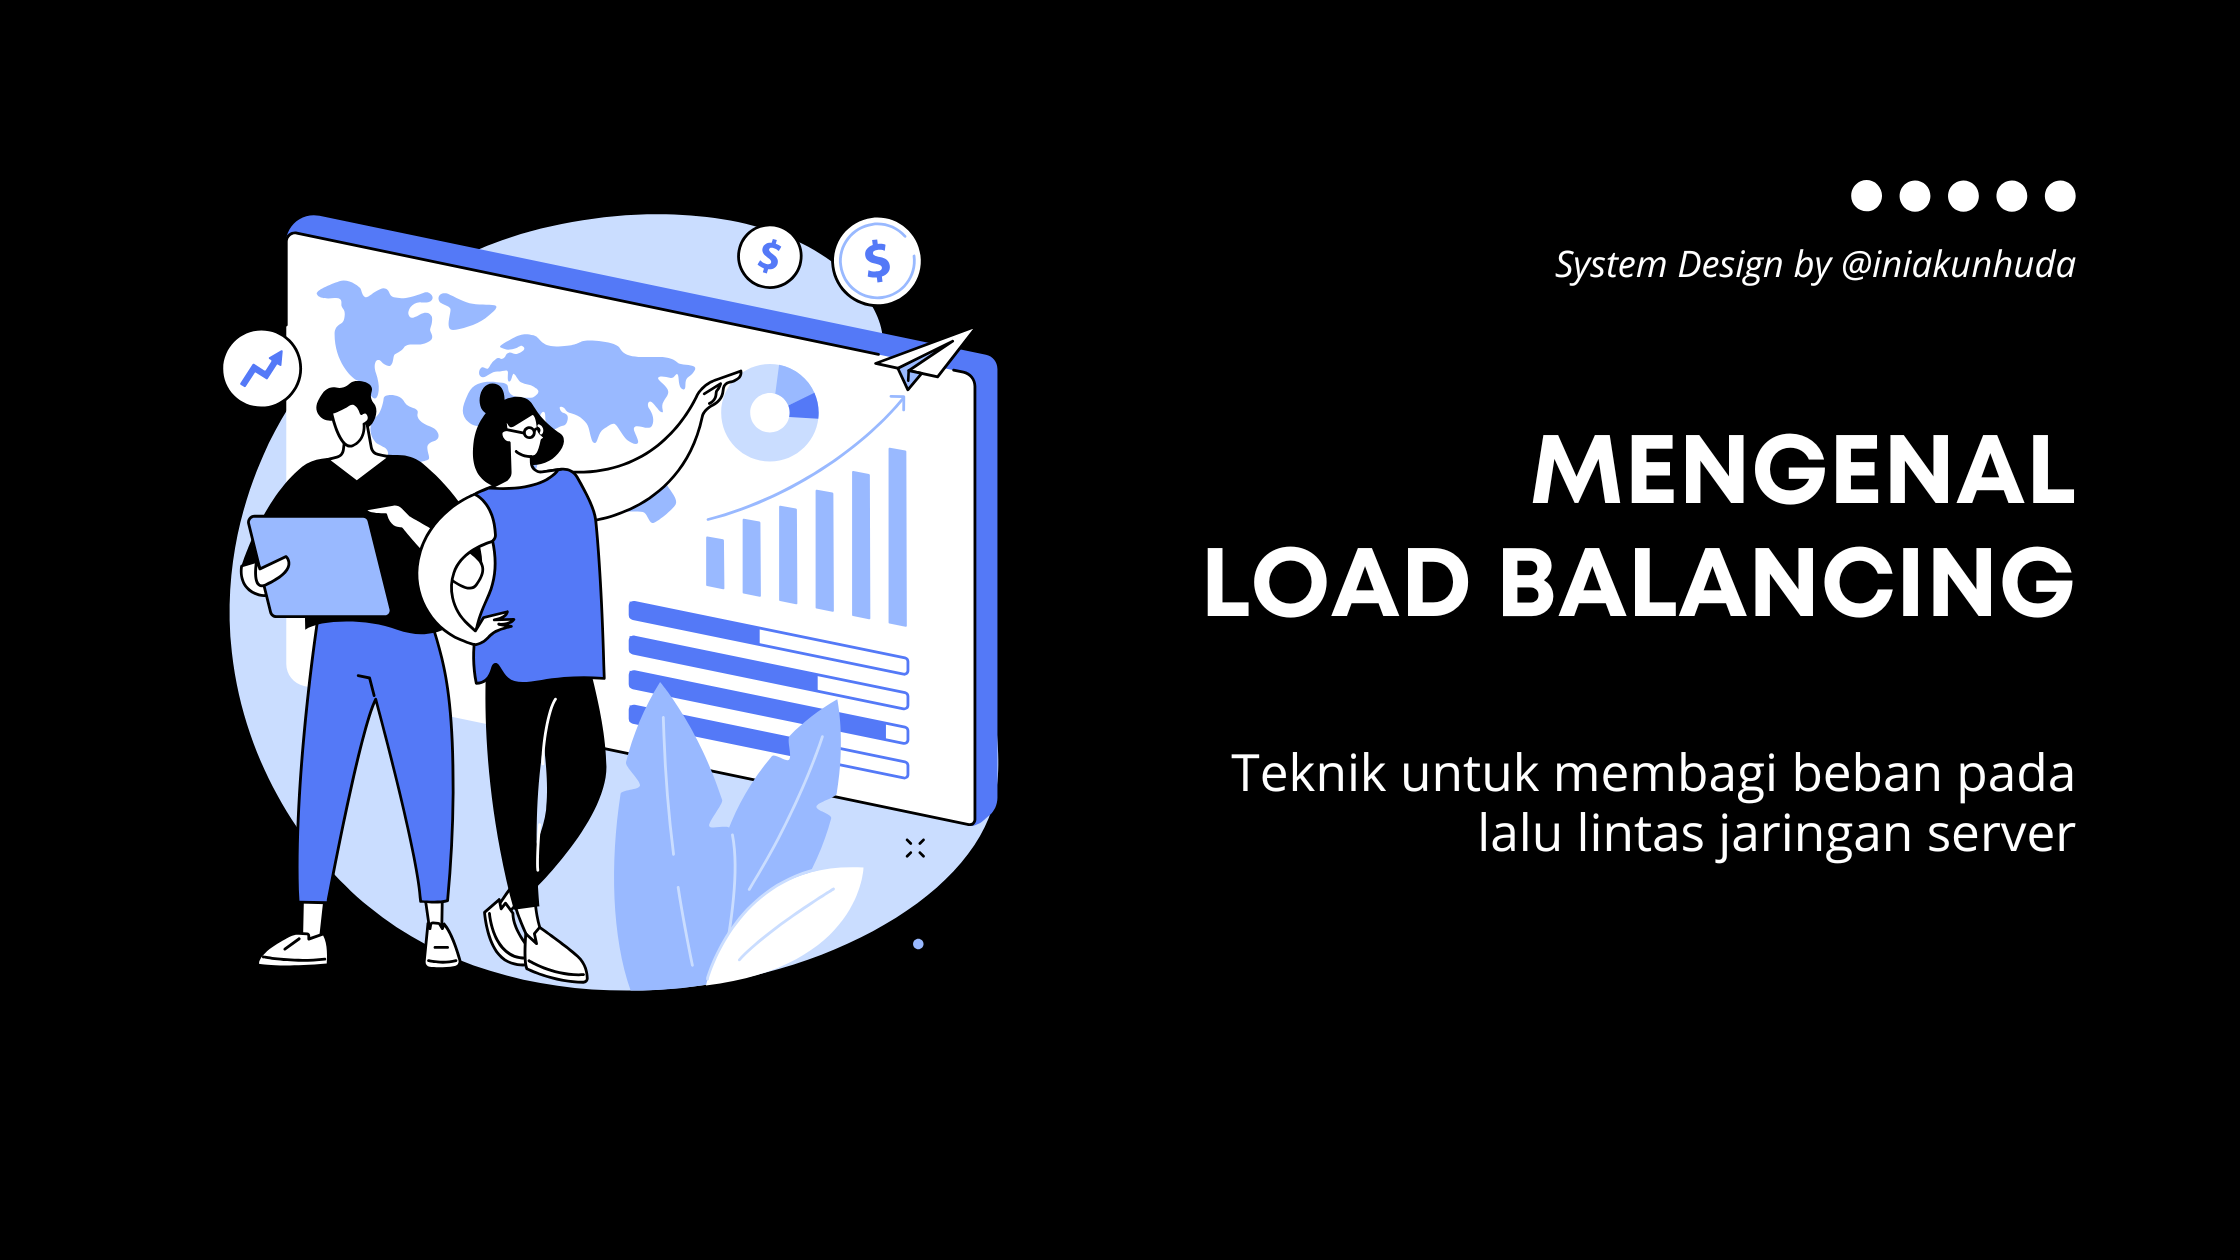 System Design by @iniakunhuda
MENGENAL
LOAD BALANCING
Teknik untuk membagi beban pada
lalu lintas jaringan server
$
$